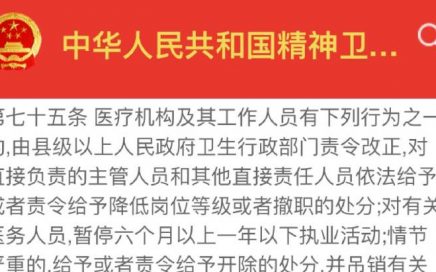 中华人民共和国精神卫...
第七十五条 医疗机构及其工作人员有下列行为之一
的,由县级以上人民政府卫生行政部门责令改正,对
直接负责的主管人员和其他直接责任人员依法给予
或者责令给予降低岗位等级或者撤职的处分;对有关
医务人员,暂停六个月以上一年以下执业活动;情节
严重的,给予或者责令给予开除的处分,并吊销有关